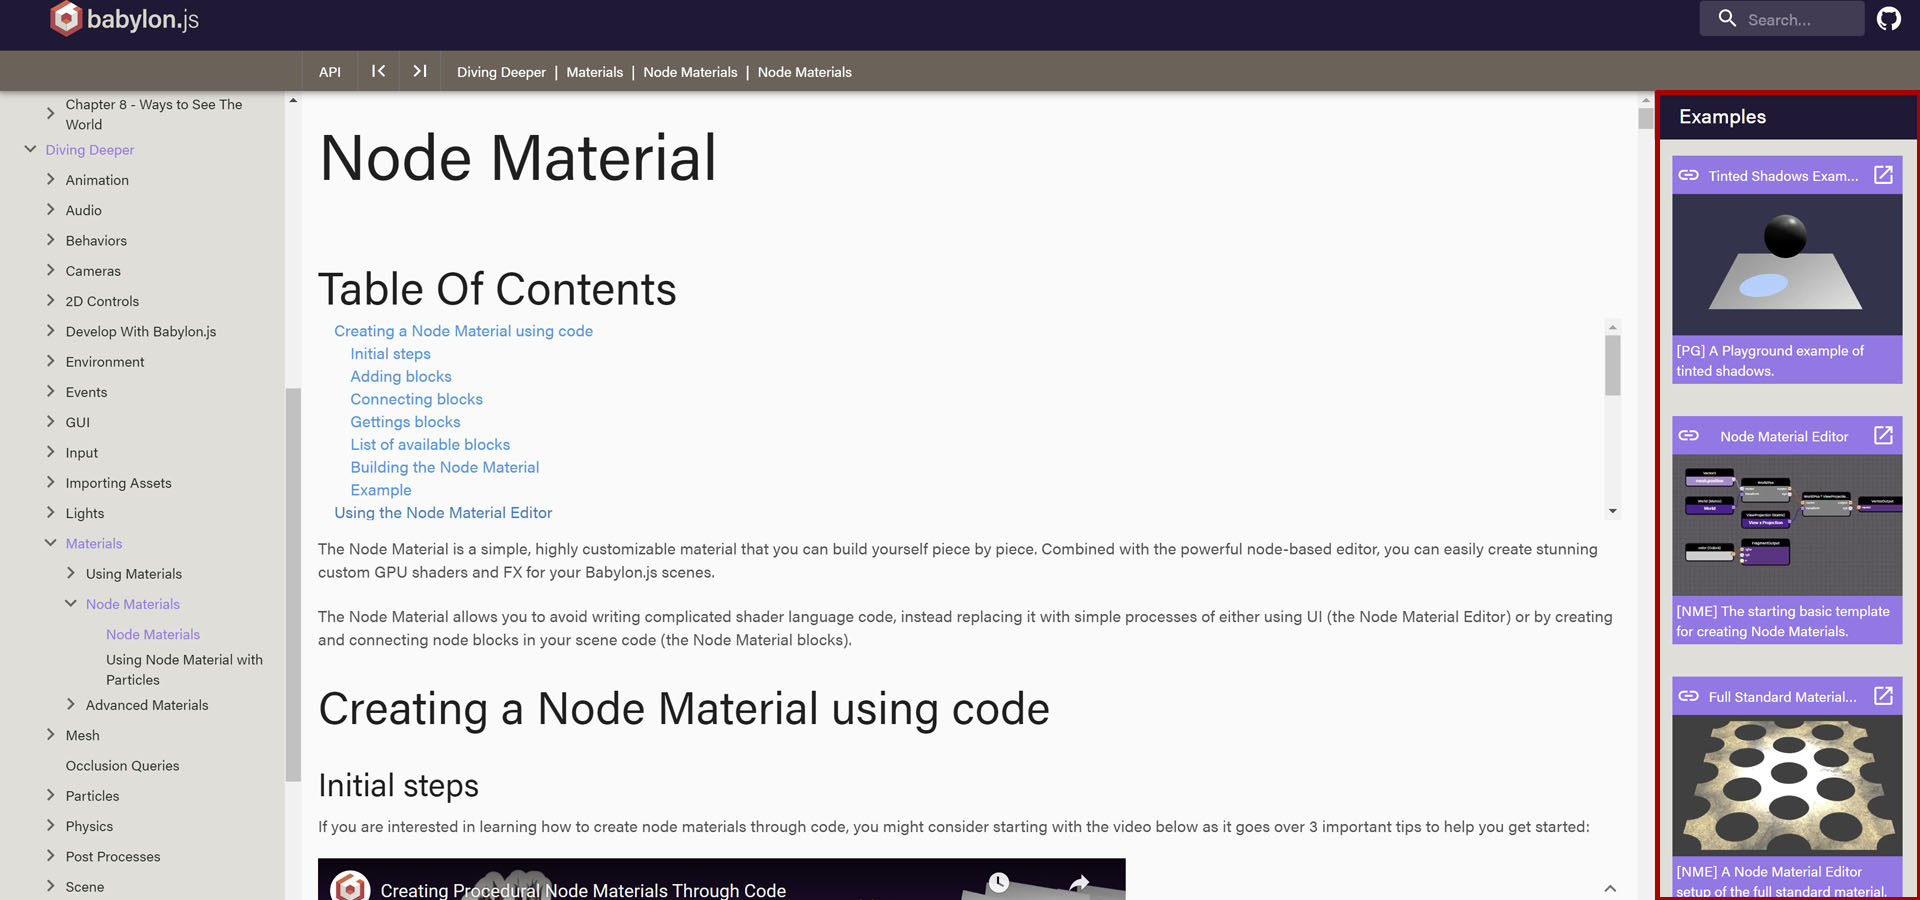 babylon.js
Search...
API
Diving Deeper | Materials | Node Materials | Node Materials
Chapter 8 - Ways to See The
World
Diving Deeper
Animation
Audio
Behaviors
Cameras
2D Controls
Develop With Babylon.js
Environment
Events
GUI
Input
Importing Assets
Lights
Materials
Using Materials
Node Materials
Node Materials
Using Node Material with
Particles
Advanced Materials
Mesh
Occlusion Queries
Particles
Physics
Post Processes
Scene
Node Material
Table Of Contents
Creating a Node Material using code
Initial steps
Adding blocks
Connecting blocks
Gettings blocks
List of available blocks
Building the Node Material
Example
Using the Node Material Editor
The Node Material is a simple, highly customizable material that you can build yourself piece by piece. Combined with the powerful node-based editor, you can easily create stunning
custom GPU shaders and FX for your Babylon.js scenes.
The Node Material allows you to avoid writing complicated shader language code, instead replacing it with simple processes of either using UI (the Node Material Editor) or by creating
and connecting node blocks in your scene code (the Node Material blocks).
Creating a Node Material using code
Initial steps
If you are interested in learning how to create node materials through code, you might consider starting with the video below as it goes over 3 important tips to help you get started:
Creating Procedural Node Materials Through Code
Examples
Tinted Shadows Exam...
[PG] A Playground example of
tinted shadows.
Node Material Editor
World
View x Projection
VertexOutput
FragmentOutput
[NME] The starting basic template
for creating Node Materials.
Full Standard Material...
[NME] A Node Material Editor
setup of the full standard material.